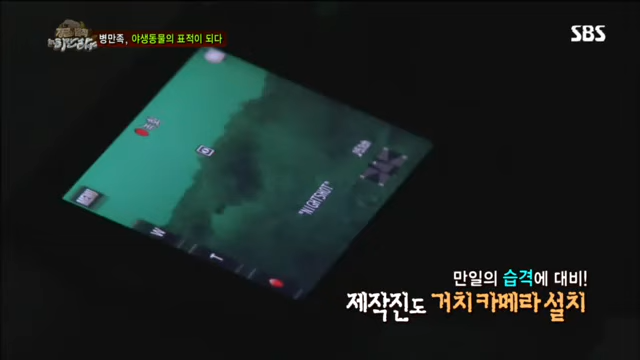 병만족, 야생동물의 표적이 되다
SBS
W
T
"NIGHTSHOT"
만일의 습격에 대비!
제작진도 거치 카메라 설치